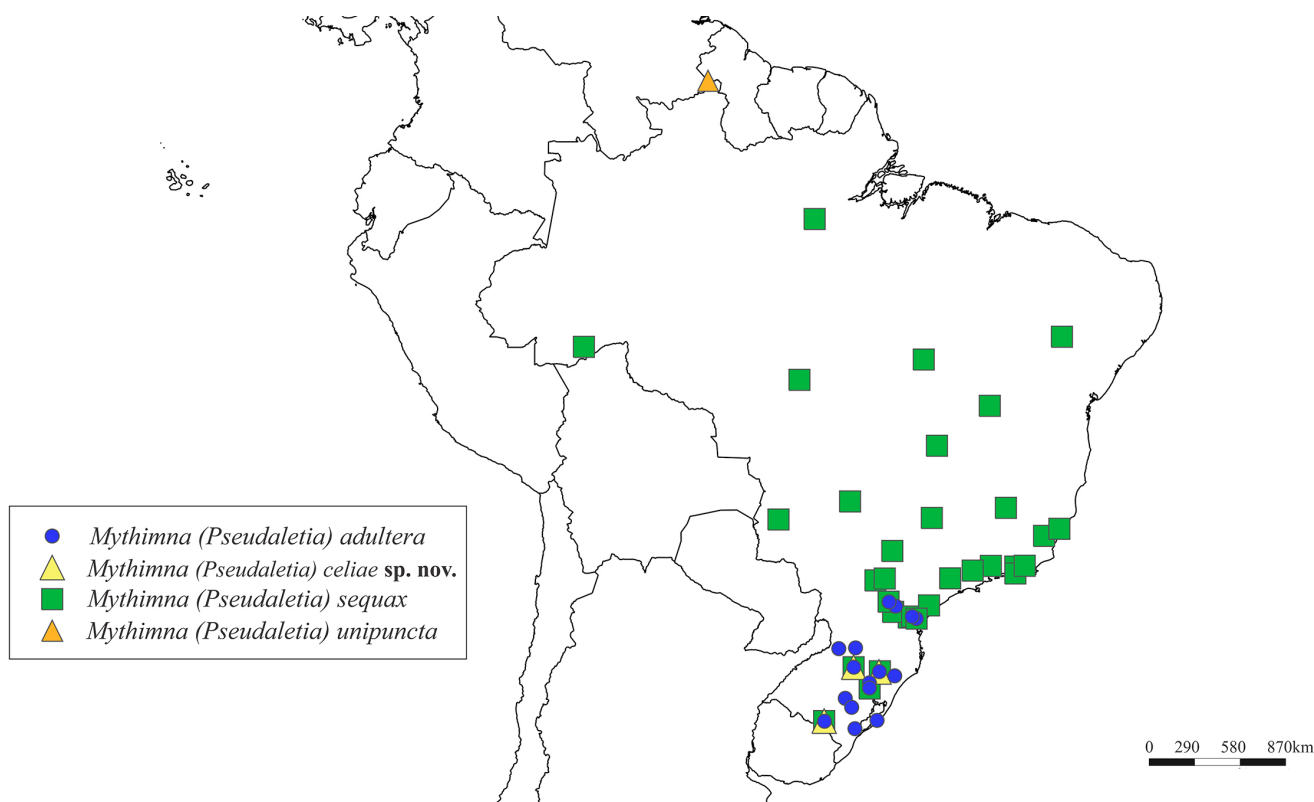 Mythimna (Pseudaletia) adultera
Mythimna (Pseudaletia) celiae sp. nov.
Mythimna (Pseudaletia) sequax
Mythimna (Pseudaletia) unipuncta
0 290 580 870km